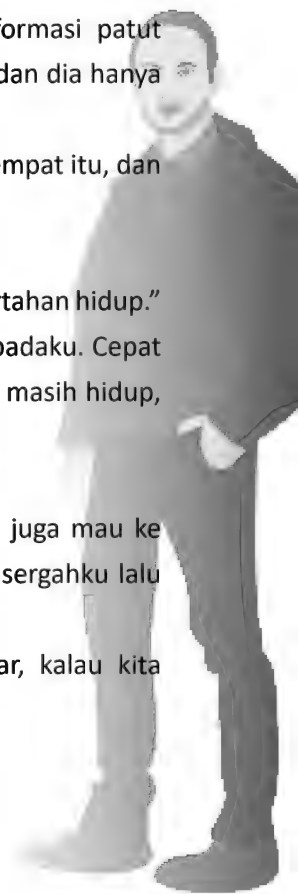 formasi patut
dan dia hanya
empat itu, dan
rtahan hidup.”
padaku. Cepat
masih hidup,
juga mau ke
sergahku lalu
ar, kalau kita